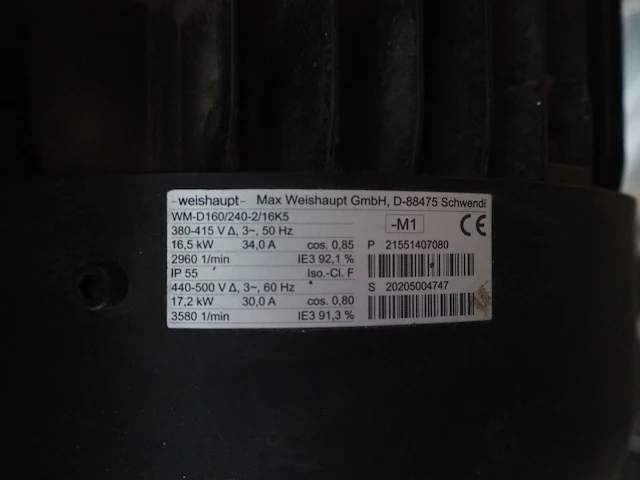 -weishaupt- Max Weishaupt GmbH, D-88475 Schwendi
WM-D160/240-2/16K5
-M1
CE
380-415 V Δ, 3~, 50 Hz
16,5 kW 34,0 A cos. 0,85
P 21551407080
2960 1/min IE3 92,1 %
IP 55 Iso.-Cl. F
S 20205004747
440-500 V Δ, 3~, 60 Hz
17,2 kW 30,0 A cos. 0,80
3580 1/min IE3 91,3 %